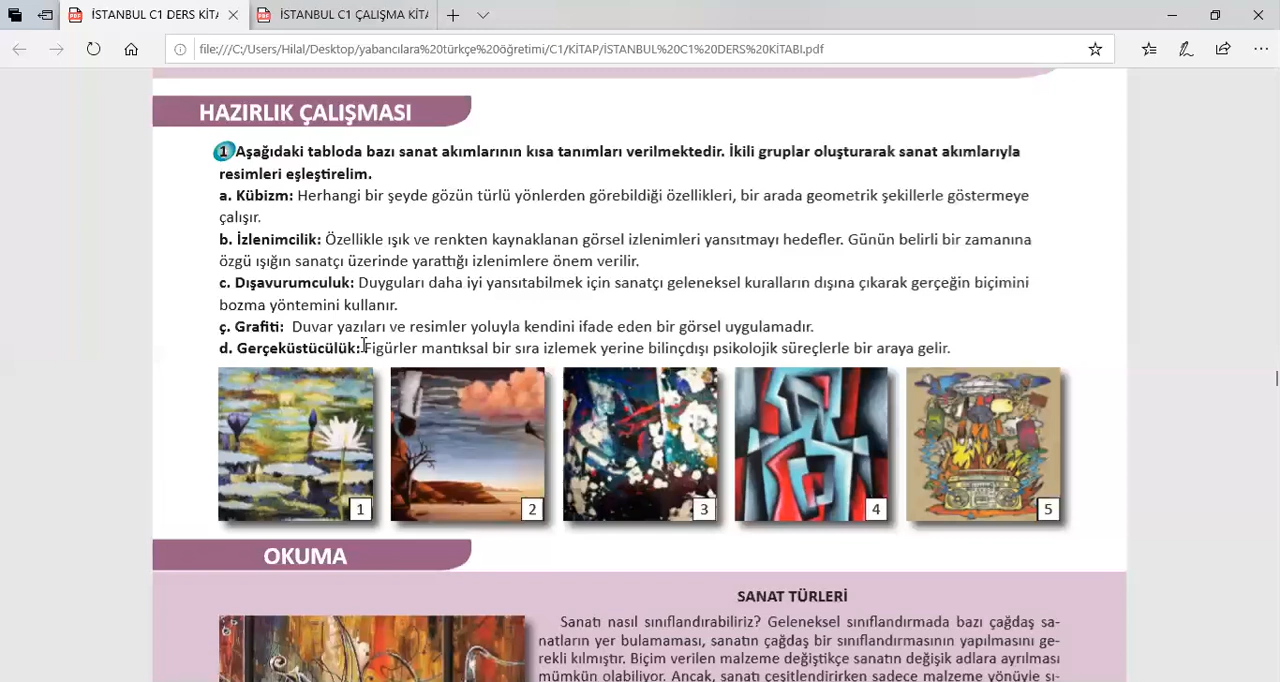 İSTANBUL C1 DERS KİTA
İSTANBUL C1 ÇALIŞMA KİTA
file:///C:/Users/Hilal/Desktop/yabancılara%20türkçe%20öğretimi/C1/KİTAP/İSTANBUL%20C1%20DERS%20KİTABI.pdf
HAZIRLIK ÇALIŞMASI
1 Aşağıdaki tabloda bazı sanat akımlarının kısa tanımları verilmektedir. İkili gruplar oluşturarak sanat akımlarıyla
resimleri eşleştirelim.
a. Kübizm: Herhangi bir şeyde gözün türlü yönlerden görebildiği özellikleri, bir arada geometrik şekillerle göstermeye
çalışır.
b. İzlenimcilik: Özellikle ışık ve renkten kaynaklanan görsel izlenimleri yansıtmayı hedefler. Günün belirli bir zamanına
özgü ışığın sanatçı üzerinde yarattığı izlenimlere önem verilir.
c. Dışavurumculuk: Duyguları daha iyi yansıtabilmek için sanatçı geleneksel kuralların dışına çıkarak gerçeğin biçimini
bozma yöntemini kullanır.
ç. Grafiti: Duvar yazıları ve resimler yoluyla kendini ifade eden bir görsel uygulamadır.
d. Gerçeküstücülük: Figürler mantıksal bir sıra izlemek yerine bilinçdışı psikolojik süreçlerle bir araya gelir.
1 2 3 4 5
OKUMA
SANAT TÜRLERİ
Sanatı nasıl sınıflandırabiliriz? Geleneksel sınıflandırmada bazı çağdaş sa-
natların yer bulamaması, sanatın çağdaş bir sınıflandırmasının yapılmasını ge-
rekli kılmıştır. Biçim verilen malzeme değiştikçe sanatın değişik adlara ayrılması
mümkün olabiliyor. Ancak, sanatı çeşitlendirirken sadece malzeme yönüyle sı-